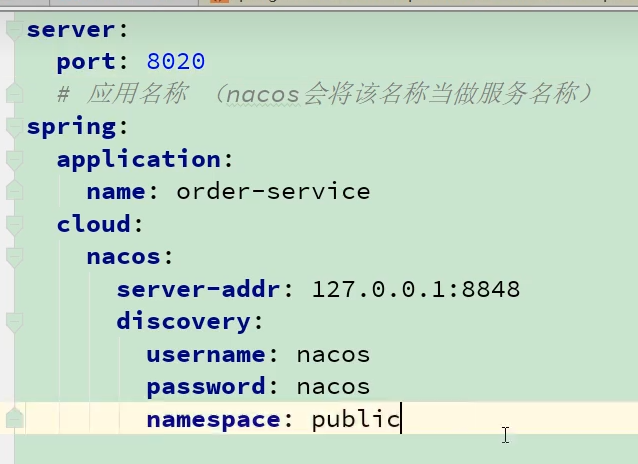 server:
  port: 8020
  # 应用名称 （nacos会将该名称当做服务名称）
spring:
  application:
    name: order-service
  cloud:
    nacos:
      server-addr: 127.0.0.1:8848
      discovery:
        username: nacos
        password: nacos
        namespace: public